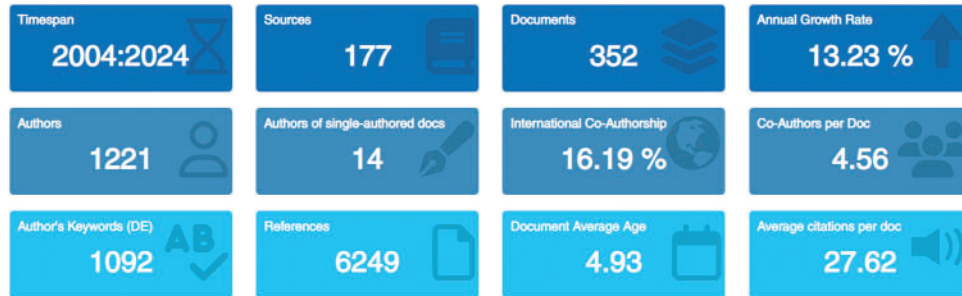 Timespan
2004:2024
Sources
177
Documents
352
Annual Growth Rate
13.23 %
Authors
1221
Authors of single-authored docs
14
International Co-Authorship
16.19 %
Co-Authors per Doc
4.56
Author's Keywords (DE)
1092
AB
References
6249
Document Average Age
4.93
Average citations per doc
27.62